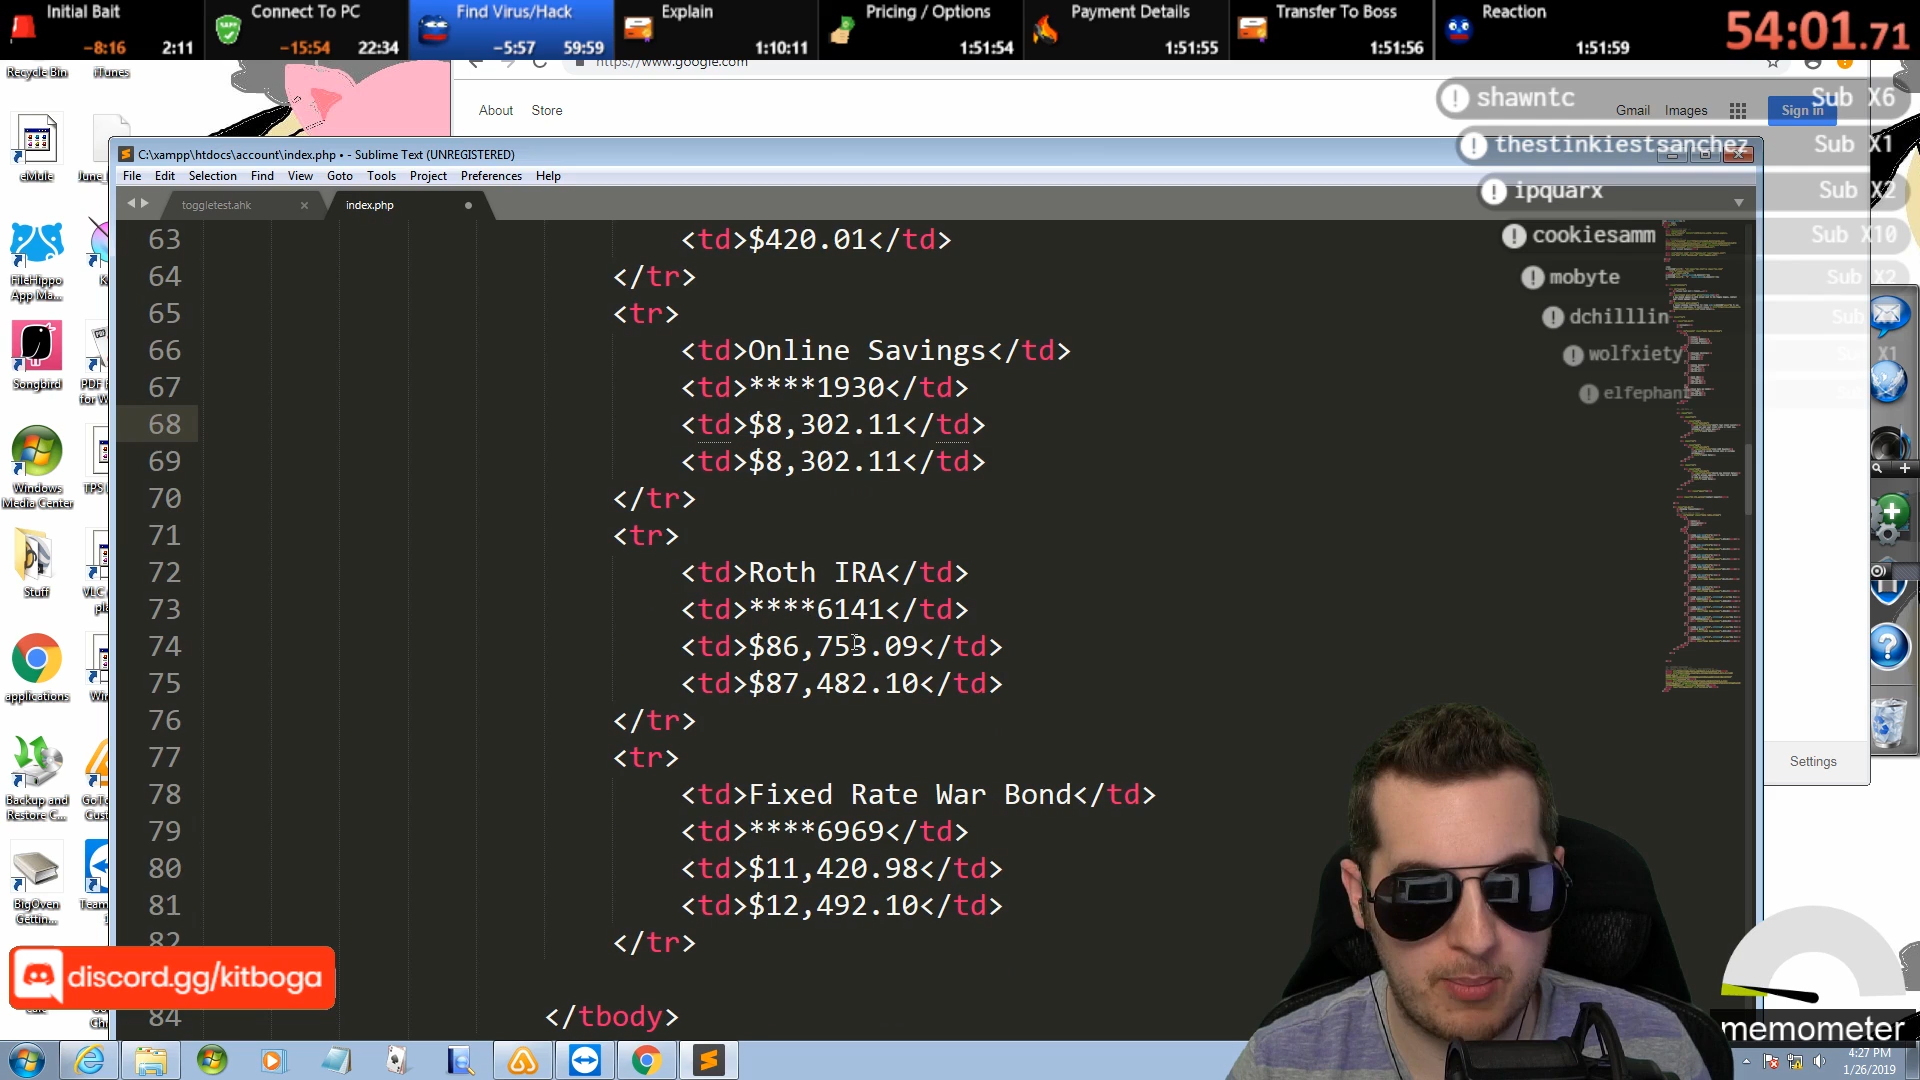 Initial Bait
-8:16 2:11
Connect To PC
-15:54 22:34
Find Virus/Hack
-5:57 59:59
Explain
1:10:11
Pricing / Options
1:51:54
Payment Details
1:51:55
Transfer To Boss
1:51:56
Reaction
1:51:59
54:01.71
Recycle Bin
iTunes
https://www.google.com
About Store
Gmail Images
Sign in
shawntc Sub X6
thestinkiestsanchez Sub X1
ipquarx Sub X2
cookiesamm Sub X10
mobyte Sub X2
dchilllin Sub
wolfxiety X1
elfephant
C:\xampp\htdocs\account\index.php • - Sublime Text (UNREGISTERED)
File Edit Selection Find View Goto Tools Project Preferences Help
toggletest.ahk
index.php
63 <td>$420.01</td>
64 </tr>
65 <tr>
66 <td>Online Savings</td>
67 <td>****1930</td>
68 <td>$8,302.11</td>
69 <td>$8,302.11</td>
70 </tr>
71 <tr>
72 <td>Roth IRA</td>
73 <td>****6141</td>
74 <td>$86,753.09</td>
75 <td>$87,482.10</td>
76 </tr>
77 <tr>
78 <td>Fixed Rate War Bond</td>
79 <td>****6969</td>
80 <td>$11,420.98</td>
81 <td>$12,492.10</td>
82 </tr>
84 </tbody>
eMule
FileHippo
App Ma...
Songbird
PDF
for W
Windows
Media Center
TPS
Stuff
VLC
pla
applications
Win
Backup and
Restore C...
GoTo
Cust
BigOven
Gettin...
Team
Settings
discord.gg/kitboga
memometer
4:27 PM
1/26/2019